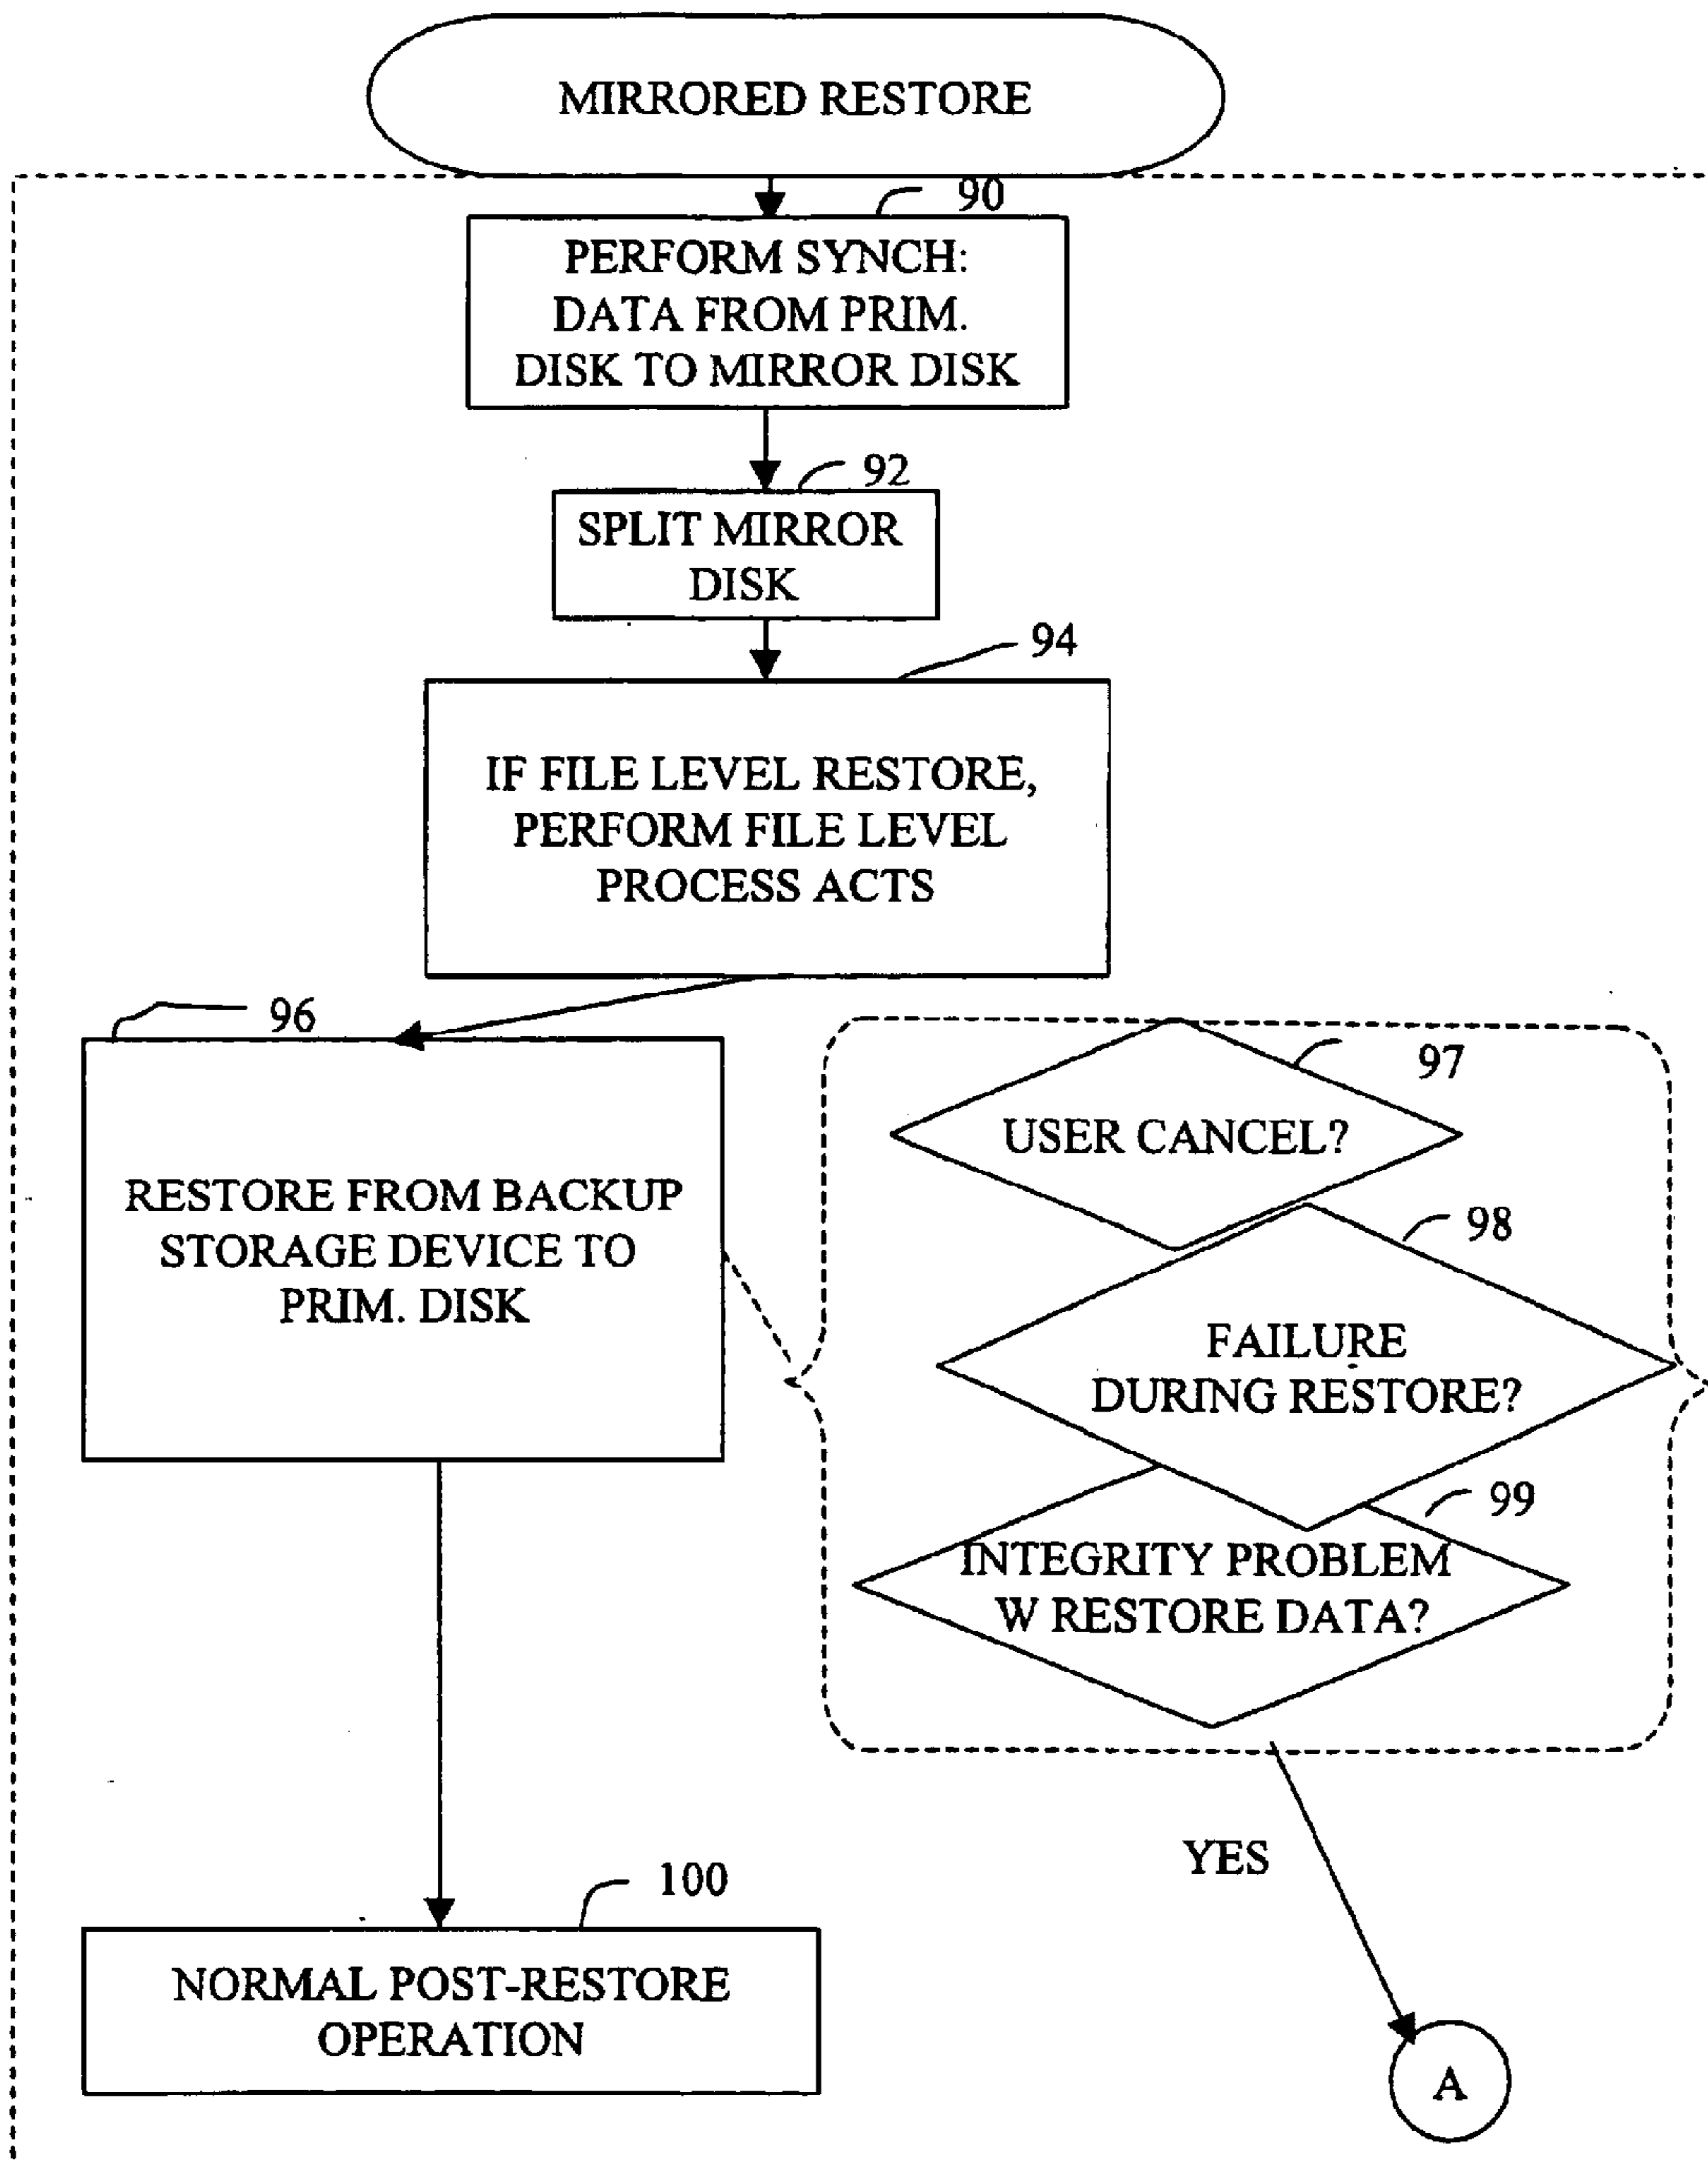 MIRRORED RESTORE
90
PERFORM SYNCH:
DATA FROM PRIM.
DISK TO MIRROR DISK
92
SPLIT MIRROR
DISK
94
IF FILE LEVEL RESTORE,
PERFORM FILE LEVEL
PROCESS ACTS
96
RESTORE FROM BACKUP
STORAGE DEVICE TO
PRIM. DISK
97
USER CANCEL?
98
FAILURE
DURING RESTORE?
99
INTEGRITY PROBLEM
W RESTORE DATA?
YES
100
NORMAL POST-RESTORE
OPERATION
A